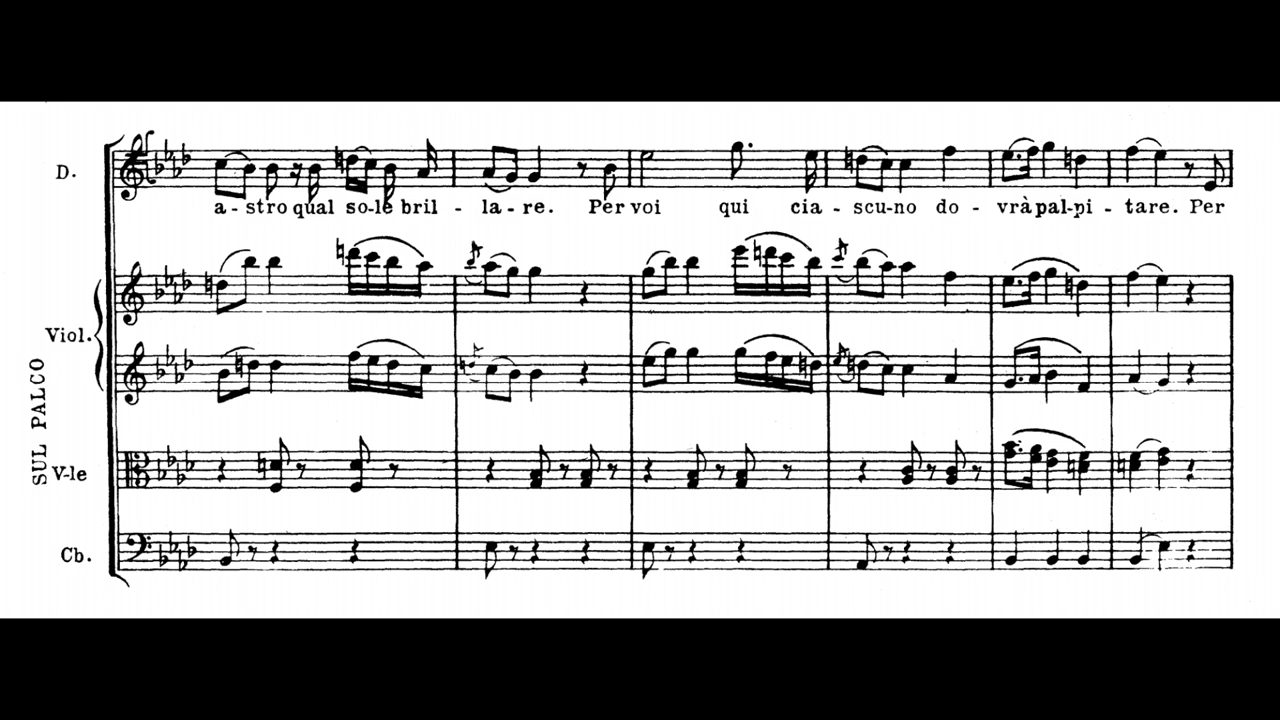 D.
a-stro qual so-le bril - la-re. Per voi qui cia - scu-no do - vrà pal-pi - tare. Per
Viol.
SUL PALCO
V-le
Cb.